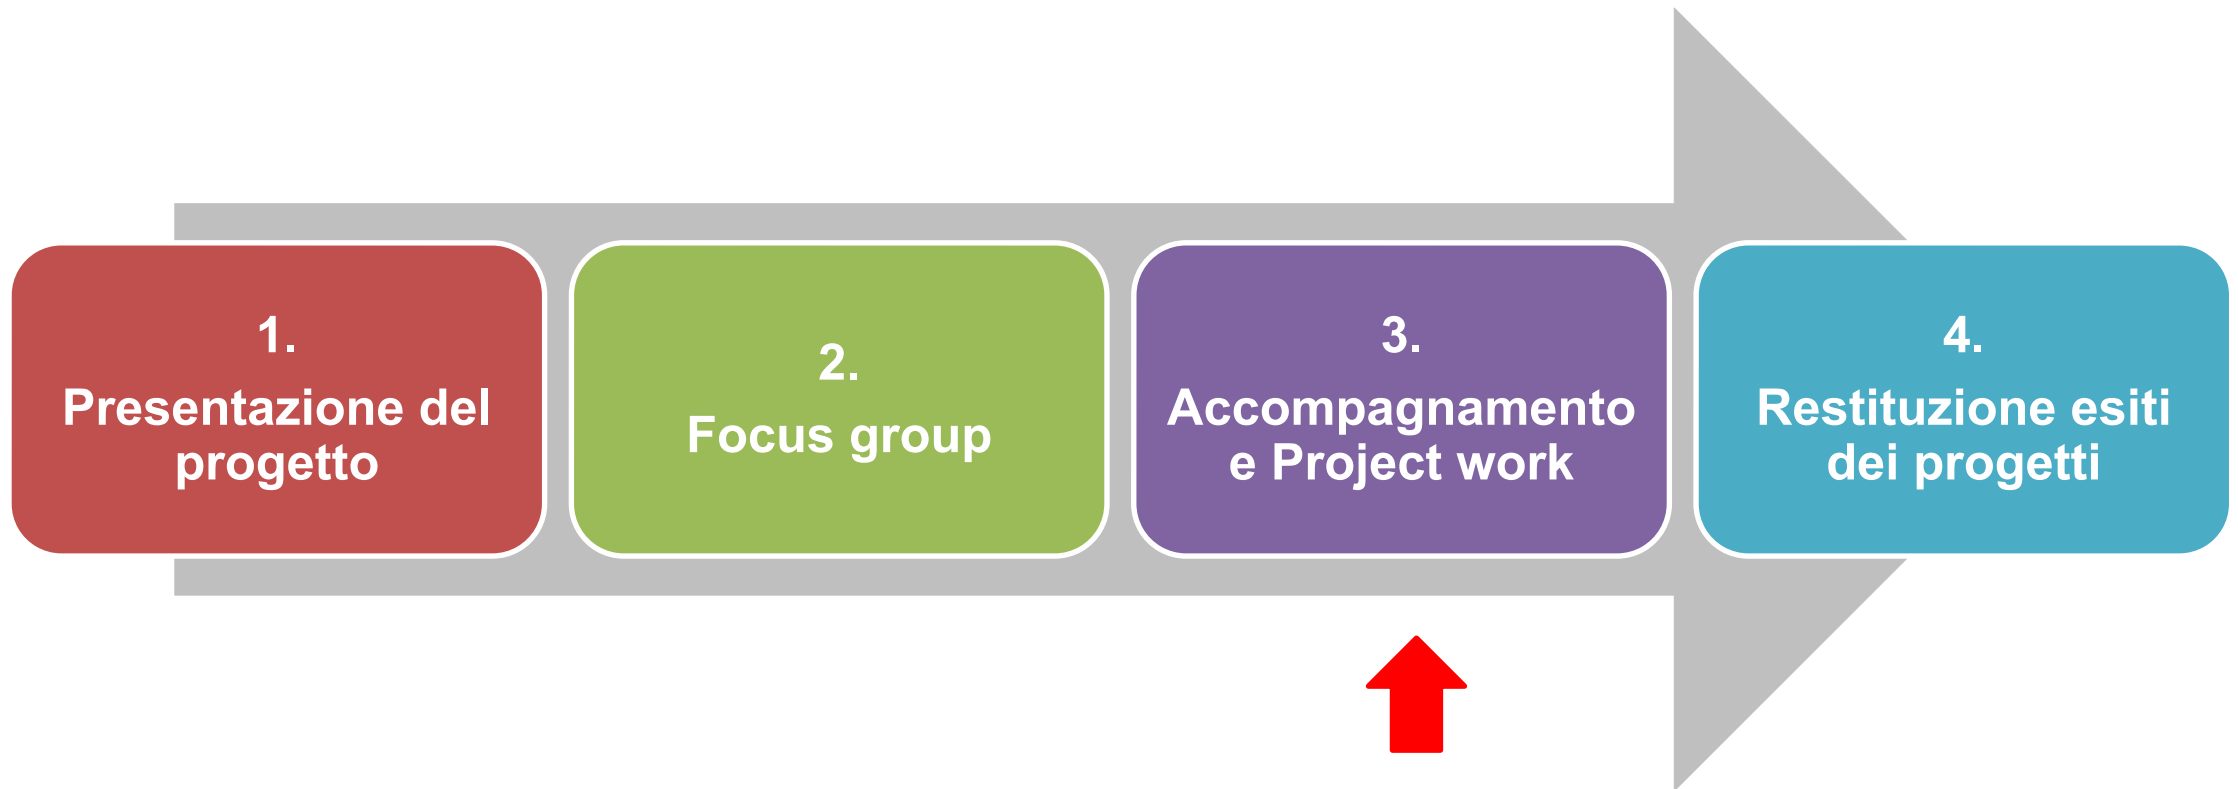 1.
Presentazione del
progetto
2.
Focus group
3.
Accompagnamento
e Project work
4.
Restituzione esiti
dei progetti